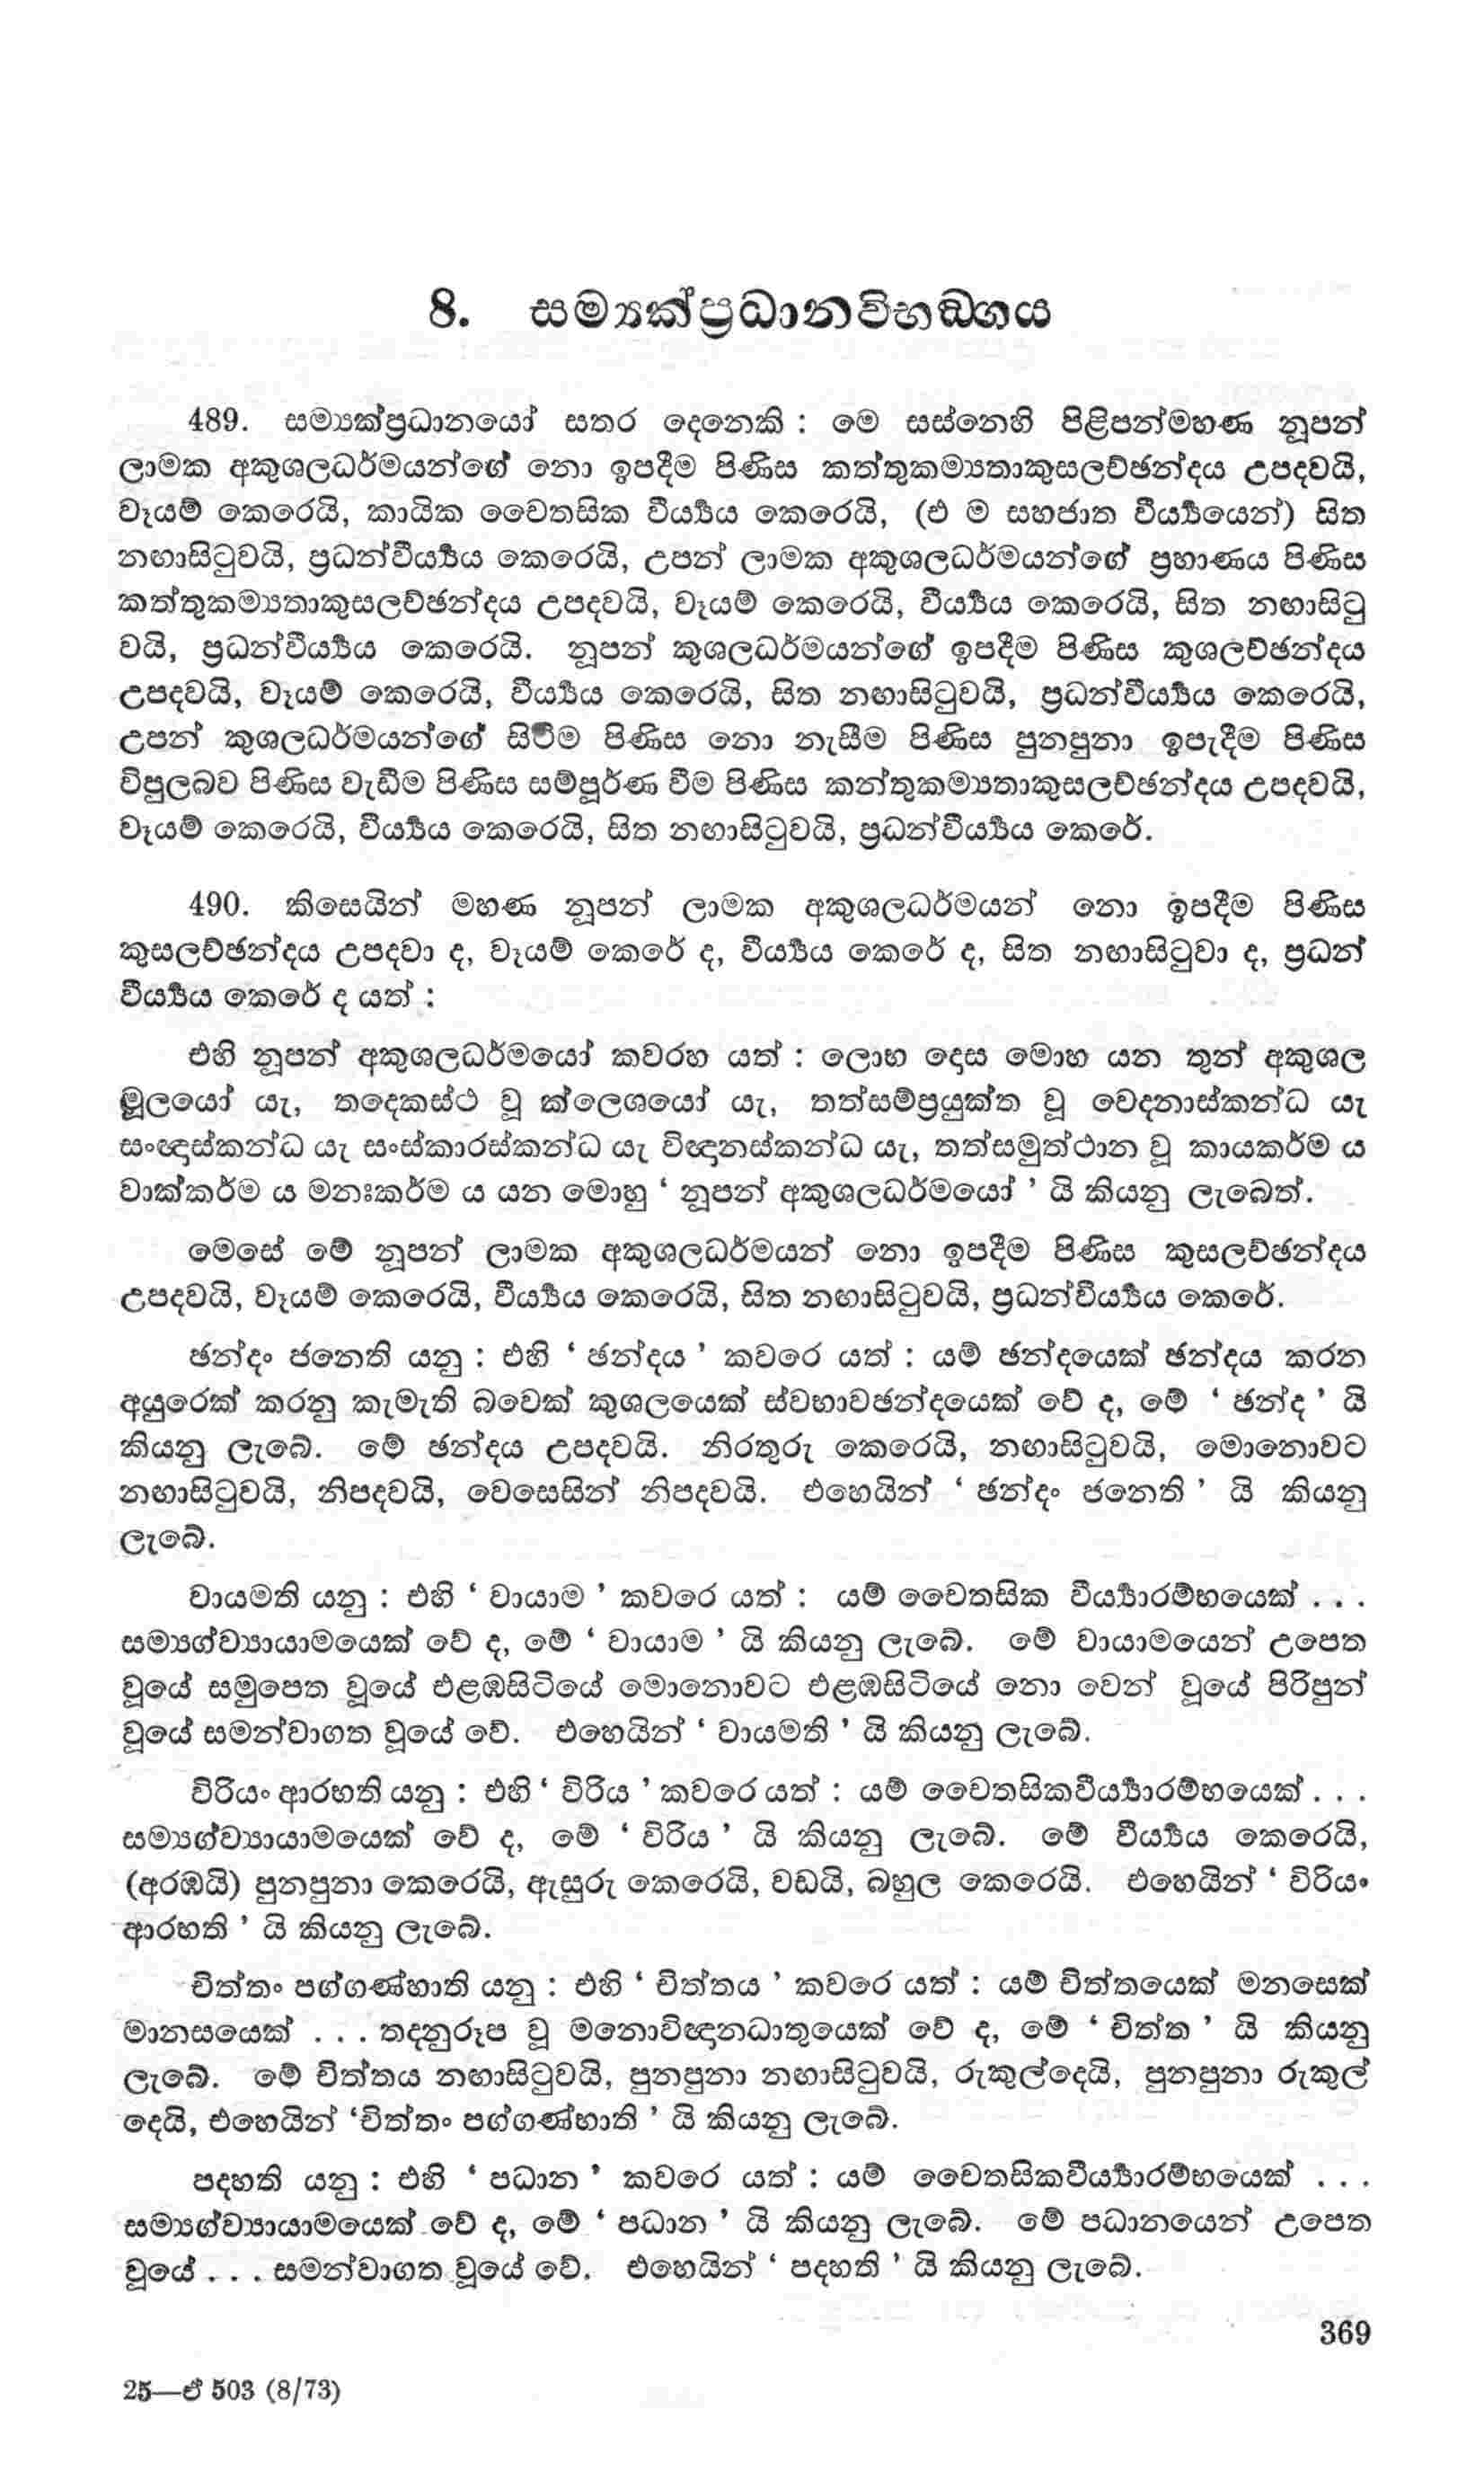 8. සම්‍යක්ප්‍රධානවිභඞ්ගය
489. සම්‍යක්ප්‍රධානයෝ සතර දෙනෙකි : මෙ සස්නෙහි පිළිපන්මහණ නූපන්
ලාමක අකුශලධර්මයන්ගේ නො ඉපදීම පිණිස කත්තුකම්‍යතාකුසලච්ඡන්දය උපදවයි,
වෑයම් කෙරෙයි, කායික චෛතසික වීර්‍ය්‍යය කෙරෙයි, (එ ම සහජාත වීර්‍ය්‍යයෙන්) සිත
නඟාසිටුවයි, ප්‍රධන්වීර්‍ය්‍යය කෙරෙයි, උපන් ලාමක අකුශලධර්මයන්ගේ ප්‍රහාණය පිණිස
කත්තුකම්‍යතාකුසලච්ඡන්දය උපදවයි, වෑයම් කෙරෙයි, වීර්‍ය්‍යය කෙරෙයි, සිත නඟාසිටු
වයි, ප්‍රධන්වීර්‍ය්‍යය කෙරෙයි. නූපන් කුශලධර්මයන්ගේ ඉපදීම පිණිස කුශලච්ඡන්දය
උපදවයි, වෑයම් කෙරෙයි, වීර්‍ය්‍යය කෙරෙයි, සිත නඟාසිටුවයි, ප්‍රධන්වීර්‍ය්‍යය කෙරෙයි,
උපන් කුශලධර්මයන්ගේ සිටීම පිණිස නො නැසීම පිණිස පුනපුනා ඉපැදීම පිණිස
විපුලබව පිණිස වැඩීම පිණිස සම්පූර්ණ වීම පිණිස කන්තුකම්‍යතාකුසලච්ඡන්දය උපදවයි,
වෑයම් කෙරෙයි, වීර්‍ය්‍යය කෙරෙයි, සිත නඟාසිටුවයි, ප්‍රධන්වීර්‍ය්‍යය කෙරේ.
490. කිසෙයින් මහණ නූපන් ලාමක අකුශලධර්මයන් නො ඉපදීම පිණිස
කුසලච්ඡන්දය උපදවා ද, වෑයම් කෙරේ ද, වීර්‍ය්‍යය කෙරේ ද, සිත නඟාසිටුවා ද, ප්‍රධන්
වීර්‍ය්‍යය කෙරේ ද යත් :
එහි නූපන් අකුශලධර්මයෝ කවරහ යත් : ලොභ දොස මොහ යන තුන් අකුශල
මූලයෝ යැ, තදෙකස්ථ වූ ක්ලෙශයෝ යැ, තත්සම්ප්‍රයුක්ත වූ වෙදනාස්කන්ධ යැ
සංඥාස්කන්ධ යැ සංස්කාරස්කන්ධ යැ විඥානස්කන්ධ යැ, තත්සමුත්ථාන වූ කායකර්ම ය
වාක්කර්ම ය මනඃකර්ම ය යන මොහු ‘ නූපන් අකුශලධර්මයෝ ’ යි කියනු ලැබෙත්.
මෙසේ මේ නූපන් ලාමක අකුශලධර්මයන් නො ඉපදීම පිණිස කුසලච්ඡන්දය
උපදවයි, වෑයම් කෙරෙයි, වීර්‍ය්‍යය කෙරෙයි, සිත නඟාසිටුවයි, ප්‍රධන්වීර්‍ය්‍යය කෙරේ.
ඡන්දං ජනෙති යනු : එහි ‘ ඡන්දය ’ කවරෙ යත් : යම් ඡන්දයෙක් ඡන්දය කරන
අයුරෙක් කරනු කැමැති බවෙක් කුශලයෙක් ස්වභාවඡන්දයෙක් වේ ද, මේ ‘ ඡන්ද ’ යි
කියනු ලැබේ. මේ ඡන්දය උපදවයි. නිරතුරු කෙරෙයි, නඟාසිටුවයි, මොනොවට
නඟාසිටුවයි, නිපදවයි, වෙසෙසින් නිපදවයි. එහෙයින් ‘ ඡන්දං ජනෙති ’ යි කියනු
ලැබේ.
වායමති යනු : එහි ‘ වායාම ’ කවරෙ යත් : යම් චෛතසික වීර්‍ය්‍යාරම්භයෙක් . . .
සම්‍යග්ව්‍යායාමයෙක් වේ ද, මේ ‘ වායාම ’ යි කියනු ලැබේ. මේ වායාමයෙන් උපෙත
වූයේ සමුපෙත වූයේ එළඹසිටියේ මොනොවට එළඹසිටියේ නො වෙන් වූයේ පිරිපුන්
වූයේ සමන්වාගත වූයේ වේ. එහෙයින් ‘ වායමති ’ යි කියනු ලැබේ.
විරියං ආරභති යනු : එහි ‘ විරිය ’ කවරෙ යත් : යම් චෛතසිකවීර්‍ය්‍යාරම්භයෙක් . . .
සම්‍යග්ව්‍යායාමයෙක් වේ ද, මේ ‘ විරිය ’ යි කියනු ලැබේ. මේ වීර්‍ය්‍යය කෙරෙයි,
(අරඹයි) පුනපුනා කෙරෙයි, ඇසුරු කෙරෙයි, වඩයි, බහුල කෙරෙයි. එහෙයින් ‘ විරියං
ආරභති ’ යි කියනු ලැබේ.
චිත්තං පග්ගණ්හාති යනු : එහි ‘ චිත්තය ’ කවරෙ යත් : යම් චිත්තයෙක් මනසෙක්
මානසයෙක් . . . තදනුරූප වූ මනොවිඥානධාතුයෙක් වේ ද, මේ ‘ චිත්ත ’ යි කියනු
ලැබේ. මේ චිත්තය නඟාසිටුවයි, පුනපුනා නඟාසිටුවයි, රුකුල්දෙයි, පුනපුනා රුකුල්
දෙයි, එහෙයින් ‘චිත්තං පග්ගණ්භාති ’ යි කියනු ලැබේ.
පදහති යනු : එහි ‘ පධාන ’ කවරෙ යත් : යම් චෛතසිකවීර්‍ය්‍යාරම්භයෙක් . . .
සම්‍යග්ව්‍යායාමයෙක් වේ ද, මේ ‘ පධාන ’ යි කියනු ලැබේ. මේ පධානයෙන් උපෙත
වූයේ . . . සමන්වාගත වූයේ වේ. එහෙයින් ‘ පදහති ’ යි කියනු ලැබේ.
369
25—ඒ 503 (8/73)